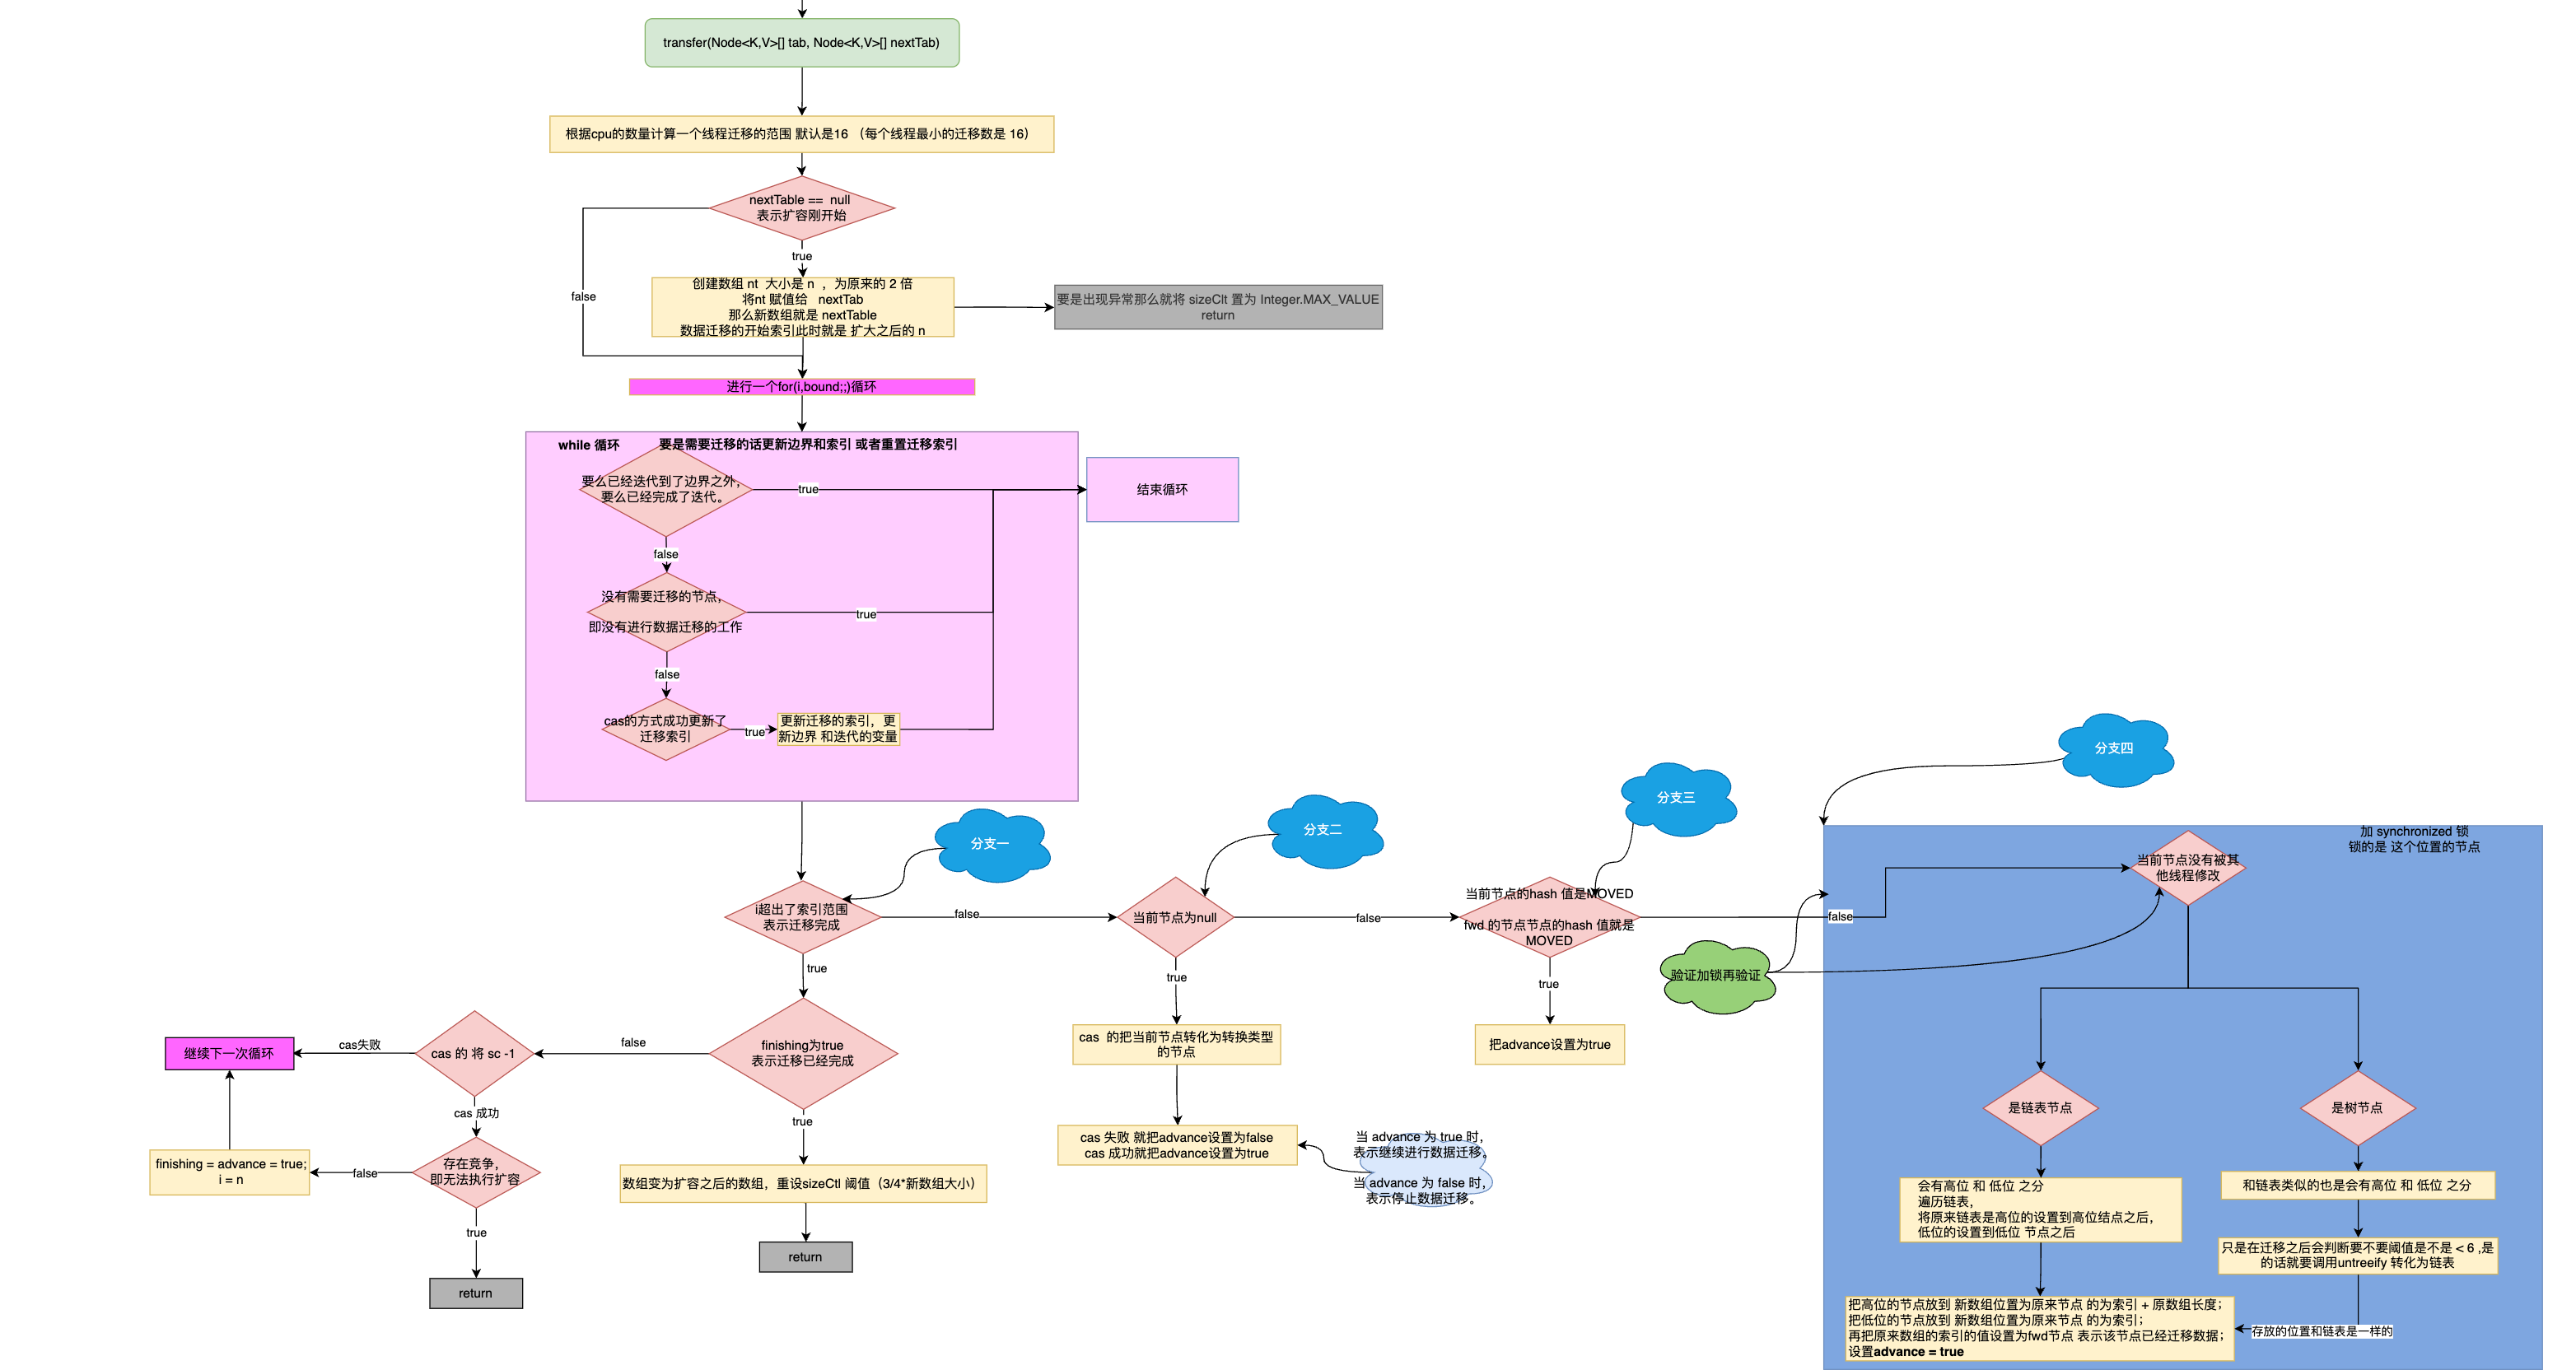 transfer(Node<K,V>[] tab, Node<K,V>[] nextTab)
根据cpu的数量计算一个线程迁移的范围 默认是16 （每个线程最小的迁移数是 16）
nextTable == null
表示扩容刚开始
true
false
创建数组 nt 大小是 n ，为原来的 2 倍
将nt 赋值给 nextTab
那么新数组就是 nextTable
数据迁移的开始索引此时就是 扩大之后的 n
要是出现异常那么就将 sizeClt 置为 Integer.MAX_VALUE
return
进行一个for(i,bound;;)循环
while 循环
要是需要迁移的话更新边界和索引 或者重置迁移索引
要么已经迭代到了边界之外，
要么已经完成了迭代。
true
结束循环
false
没有需要迁移的节点，
即没有进行数据迁移的工作
true
false
cas的方式成功更新了
迁移索引
true
更新迁移的索引，更
新边界 和迭代的变量
分支一
分支二
分支三
分支四
i超出了索引范围
表示迁移完成
false
当前节点为null
false
当前节点的hash 值是MOVED
fwd 的节点节点的hash 值就是
MOVED
false
加 synchronized 锁
锁的是 这个位置的节点
当前节点没有被其
他线程修改
验证加锁再验证
true
true
true
finishing为true
表示迁移已经完成
false
cas 的 将 sc -1
cas失败
继续下一次循环
cas 成功
存在竞争，
即无法执行扩容
false
finishing = advance = true;
i = n
true
return
true
数组变为扩容之后的数组，重设sizeCtl 阈值（3/4*新数组大小）
return
cas 的把当前节点转化为转换类型
的节点
cas 失败 就把advance设置为false
cas 成功就把advance设置为true
当 advance 为 true 时，
表示继续进行数据迁移。
当 advance 为 false 时，
表示停止数据迁移。
把advance设置为true
是链表节点
是树节点
会有高位 和 低位 之分
遍历链表，
将原来链表是高位的设置到高位结点之后，
低位的设置到低位 节点之后
和链表类似的也是会有高位 和 低位 之分
只是在迁移之后会判断要不要阈值是不是 < 6 ,是
的话就要调用untreeify 转化为链表
把高位的节点放到 新数组位置为原来节点 的为索引 + 原数组长度；
把低位的节点放到 新数组位置为原来节点 的为索引；
再把原来数组的索引的值设置为fwd节点 表示该节点已经迁移数据；
设置advance = true
存放的位置和链表是一样的